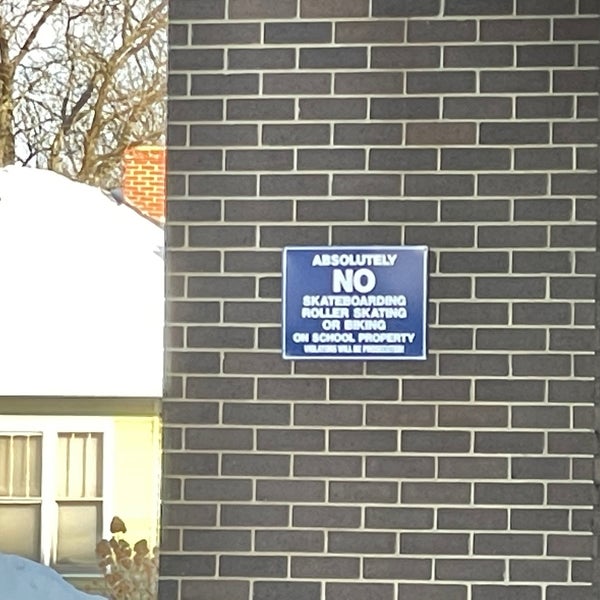 ABSOLUTELY
NO
SKATEBOARDING
ROLLER SKATING
OR BIKING
ON SCHOOL PROPERTY
VIOLATORS WILL BE PROSECUTED